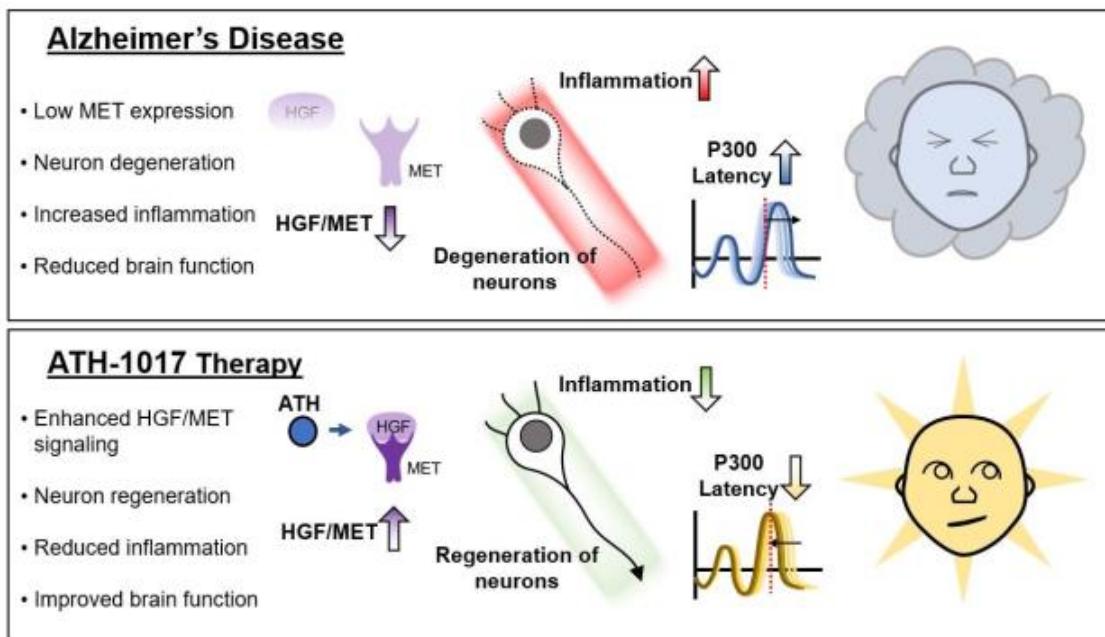 Alzheimer's Disease
• Low MET expression
• Neuron degeneration
• Increased inflammation
• Reduced brain function
HGF
MET
HGF/MET
Inflammation
Degeneration of
neurons
P300
Latency
ATH-1017 Therapy
• Enhanced HGF/MET
signaling
• Neuron regeneration
• Reduced inflammation
• Improved brain function
ATH
HGF
MET
HGF/MET
Inflammation
Regeneration of
neurons
P300
Latency